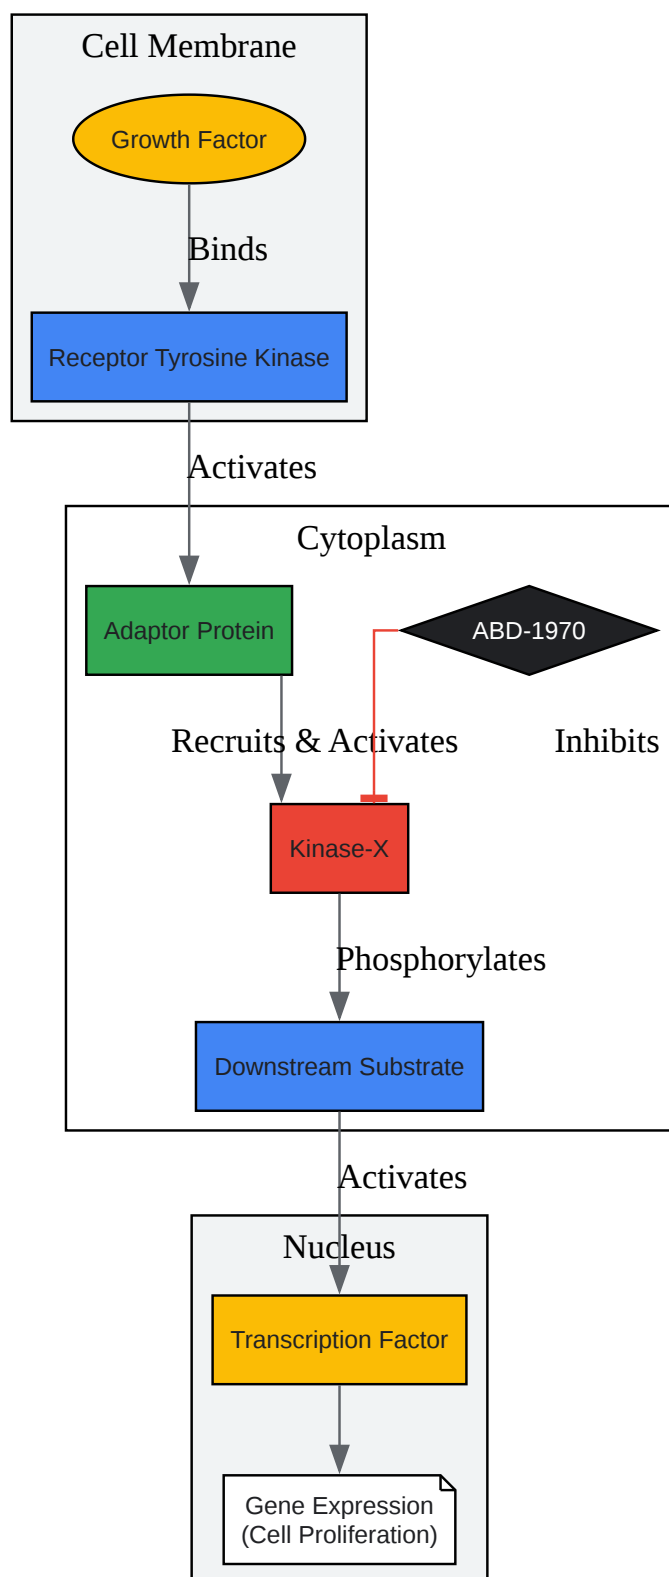 Cell Membrane
Growth Factor
Binds
Receptor Tyrosine Kinase
Activates
Cytoplasm
Adaptor Protein
ABD-1970
Recruits & Activates
Inhibits
Kinase-X
Phosphorylates
Downstream Substrate
Activates
Nucleus
Transcription Factor
Gene Expression
(Cell Proliferation)